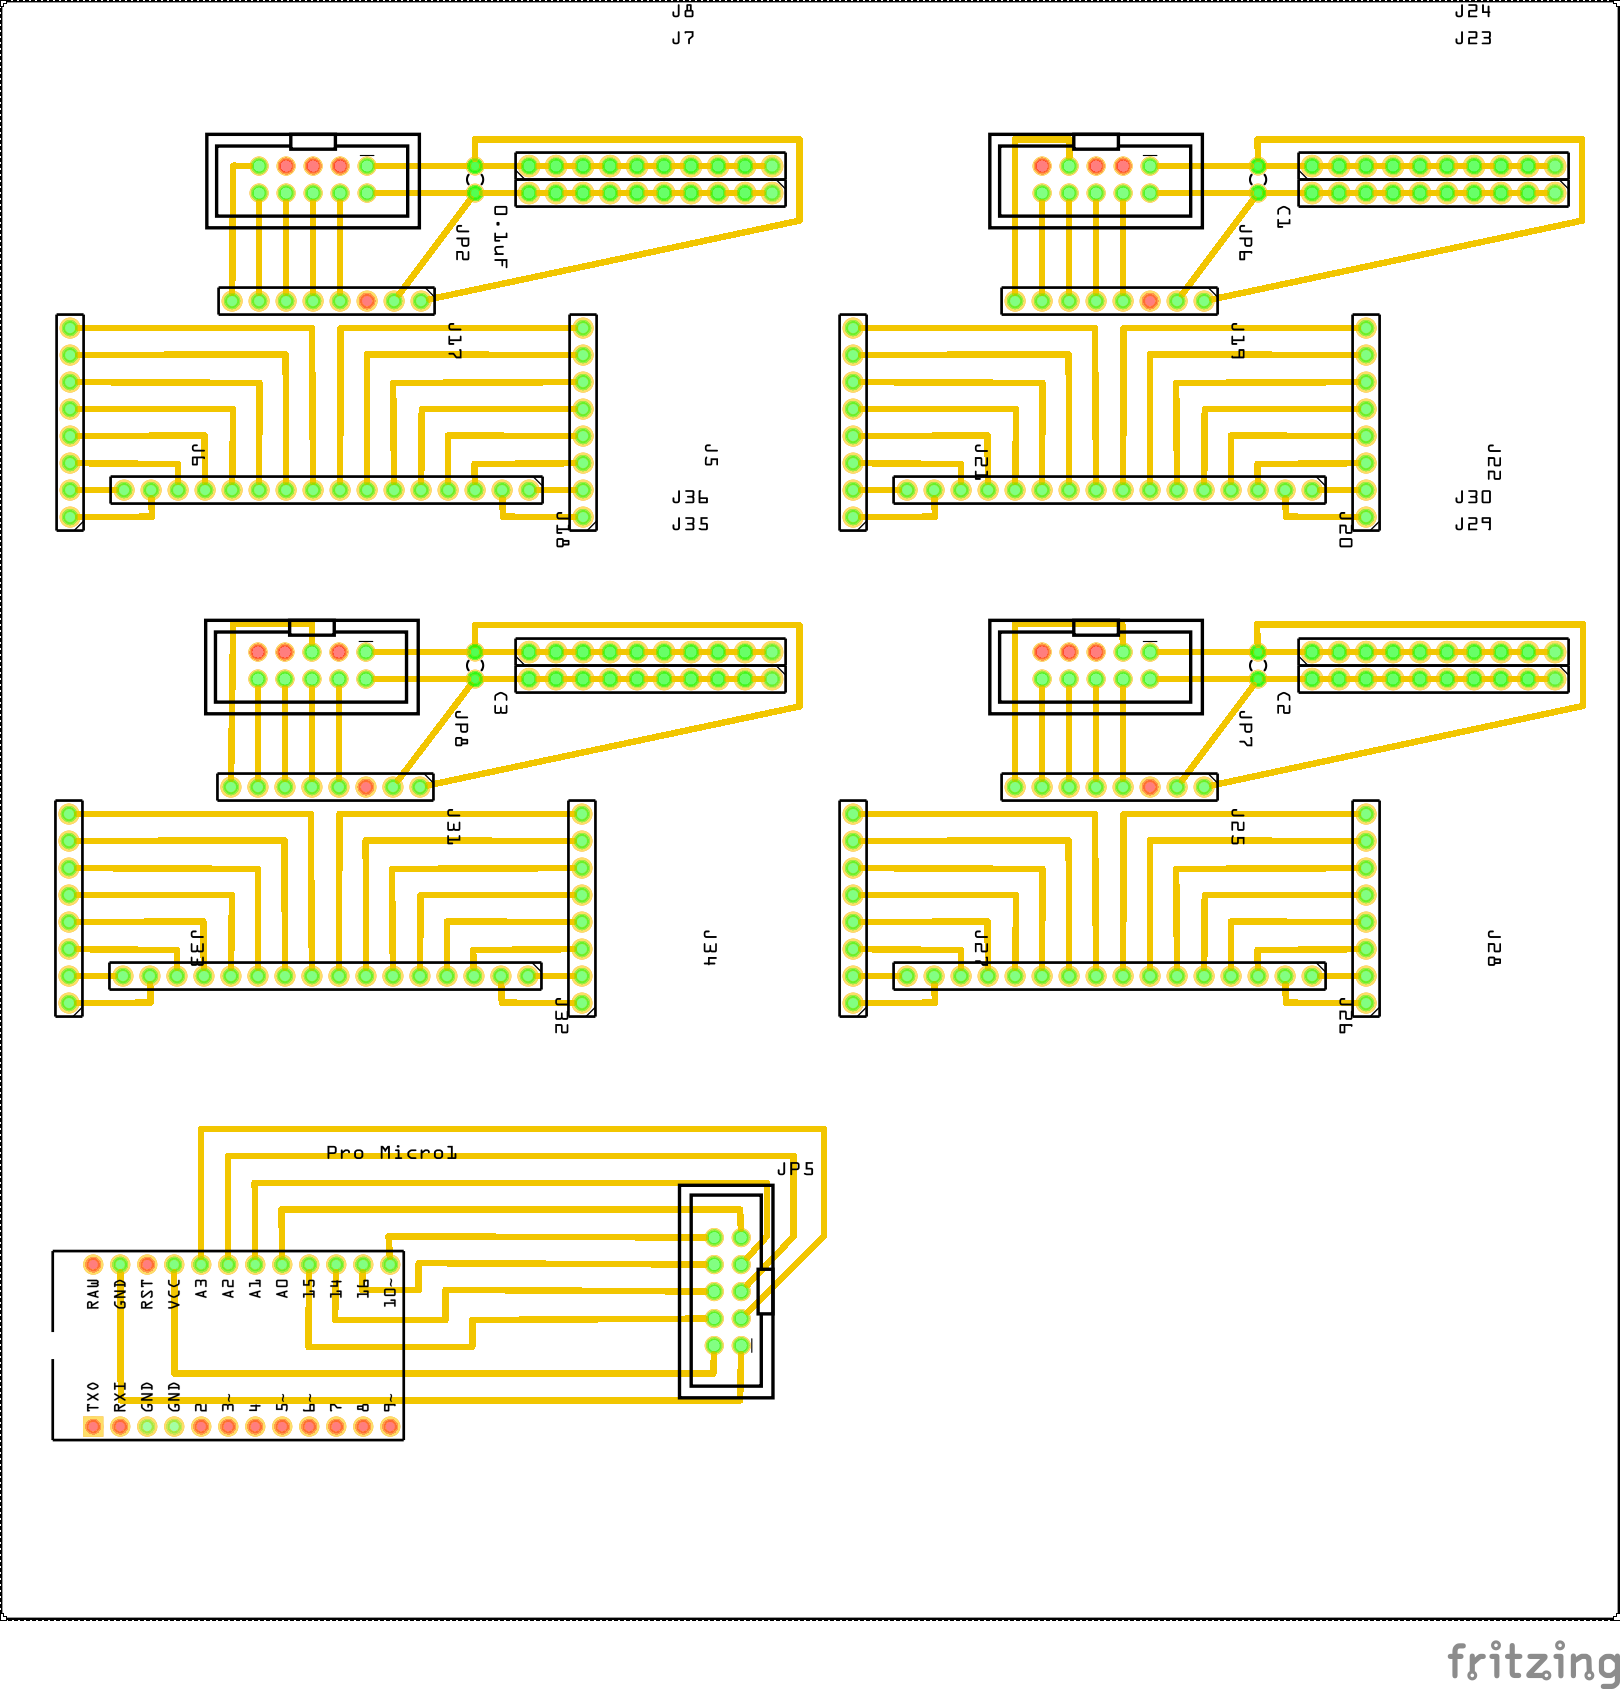 J8
J24
J7
J23
0.1uF
JP2
C1
JP6
J17
J19
J6
J5
J21
J22
J36
J30
J35
J29
J18
J20
C3
JP8
C2
JP7
J31
J25
J33
J34
J27
J28
J32
J26
Pro Micro1
JP5
RAW GND RST VCC A3 A2 A1 A0 15 14 16 10~
TX0 RXI GND GND 2 3~ 4 5~ 6~ 7 8 9~
fritzing